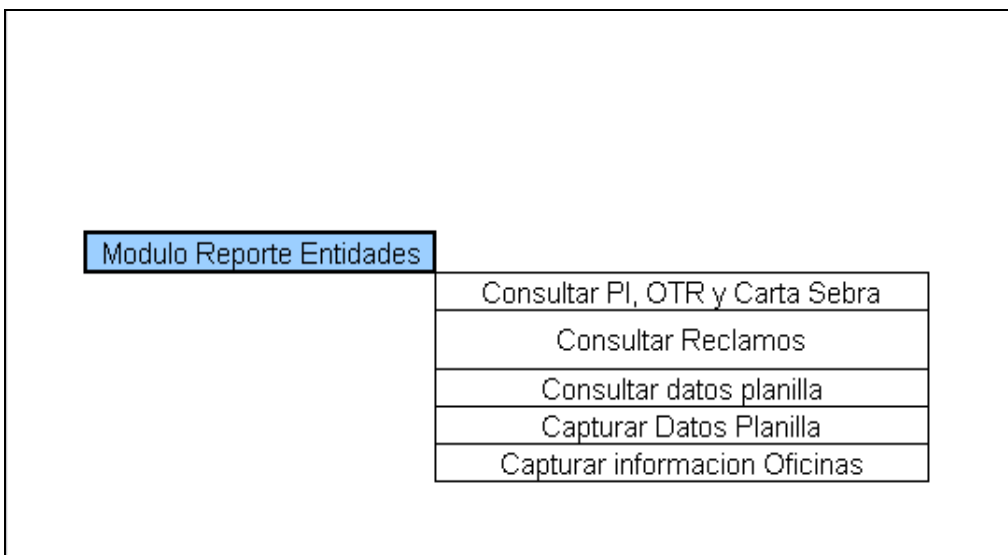 Modulo Reporte Entidades
Consultar PI, OTR y Carta Sebra
Consultar Reclamos
Consultar datos planilla
Capturar Datos Planilla
Capturar informacion Oficinas